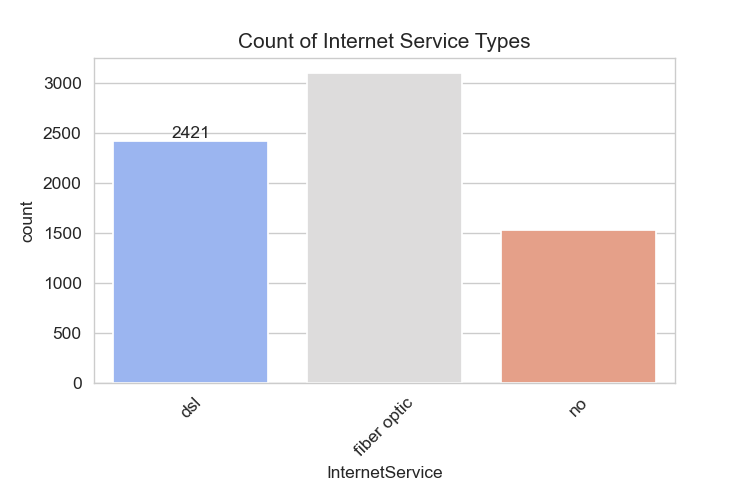 Count of Internet Service Types
count
3000
2500
2000
1500
1000
500
0
2421
dsl
fiber optic
no
InternetService